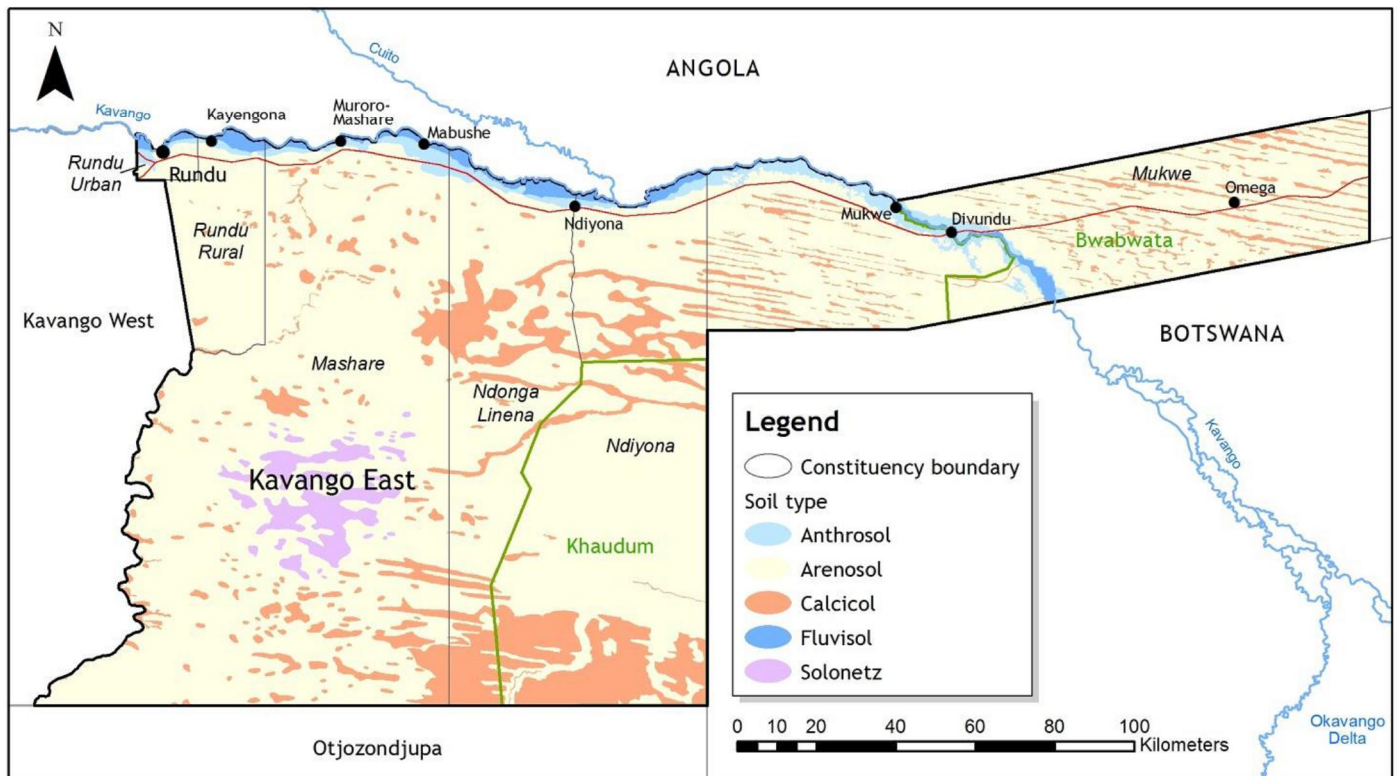 N
ANGOLA
Cuito
Kavango
Kayengona
Muroro-
Mashare
Mabushe
Rundu
Urban
Rundu
Ndiyona
Mukwe
Divundu
Mukwe
Omega
Bwabwata
Rundu
Rural
Kavango West
BOTSWANA
Mashare
Ndonga
Linena
Ndiyona
Kavango East
Khaudum
Kavango
Okavango
Delta
Otjozondjupa
Legend
Constituency boundary
Soil type
Anthrosol
Arenosol
Calcicol
Fluvisol
Solonetz
0 10 20 40 60 80 100
Kilometers